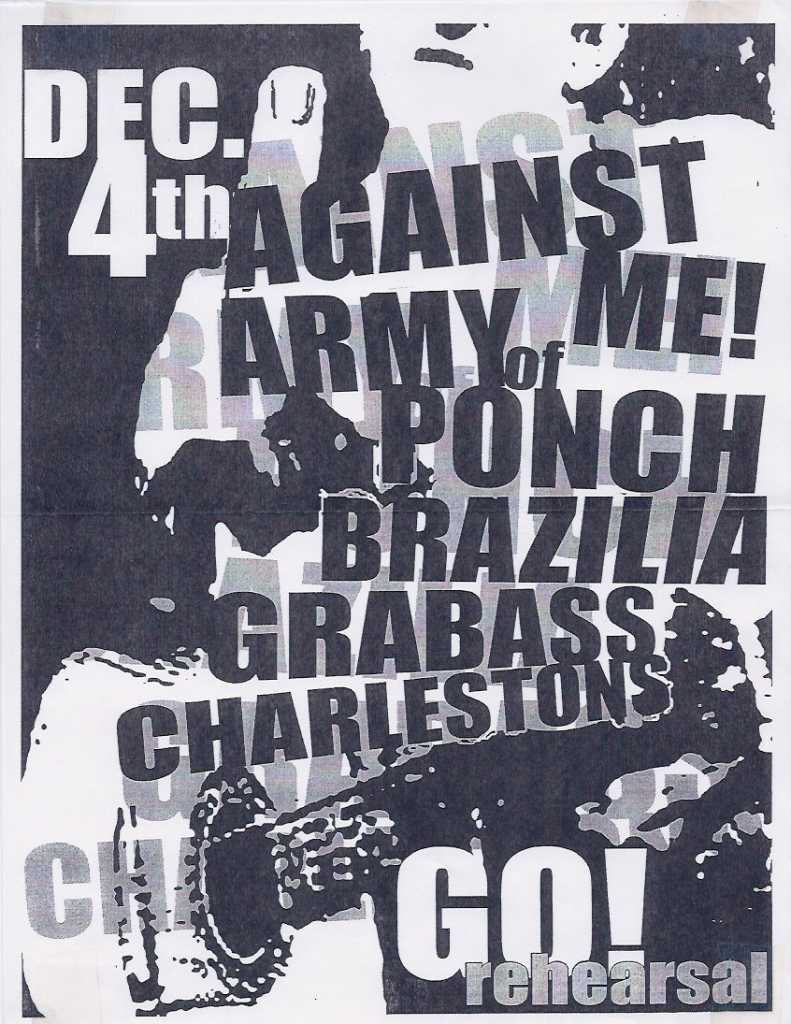 DEC.
4th
AGAINST
ME!
ARMY of
PONCH
BRAZILIA
GRABASS
CHARLESTONS
GO!
rehearsal